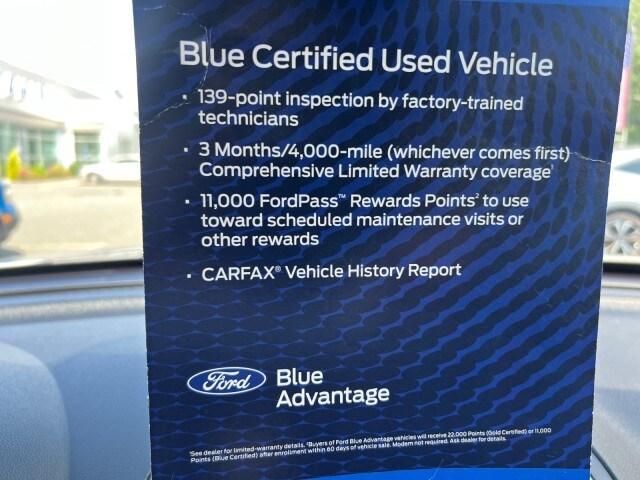 Blue Certified Used Vehicle
· 139-point inspection by factory-trained
technicians
· 3 Months/4,000-mile (whichever comes first)
Comprehensive Limited Warranty coverage¹
· 11,000 FordPass™ Rewards Points² to use
toward scheduled maintenance visits or
other rewards
· CARFAX® Vehicle History Report
Ford
Blue
Advantage
¹See dealer for limited-warranty details. ²Buyers of Ford Blue Advantage vehicles will receive 22,000 Points (Gold Certified) or 11,000
Points (Blue Certified) after enrollment within 60 days of vehicle sale. Modem not required. Ask dealer for details.